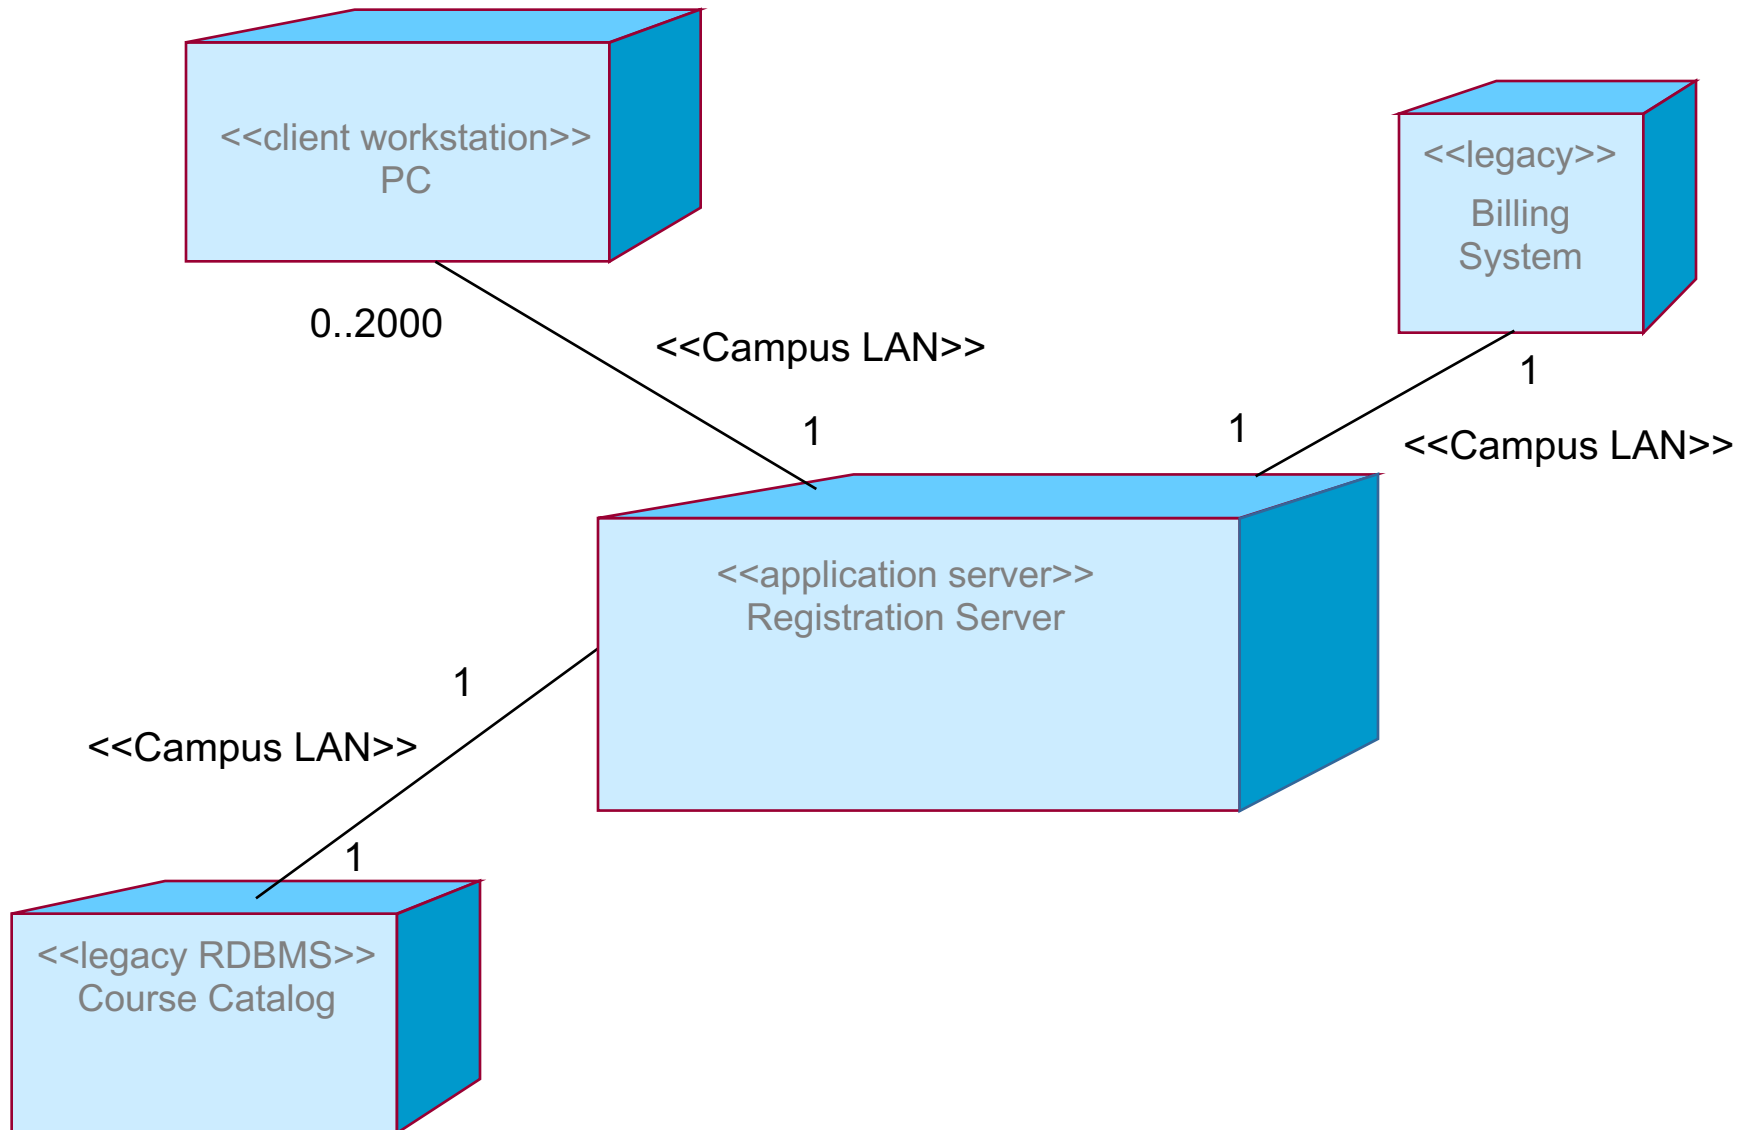 <<client workstation>>
PC
<<legacy>>
Billing
System
0..2000
<<Campus LAN>>
1
1
1
<<Campus LAN>>
<<application server>>
Registration Server
1
<<Campus LAN>>
1
<<legacy RDBMS>>
Course Catalog